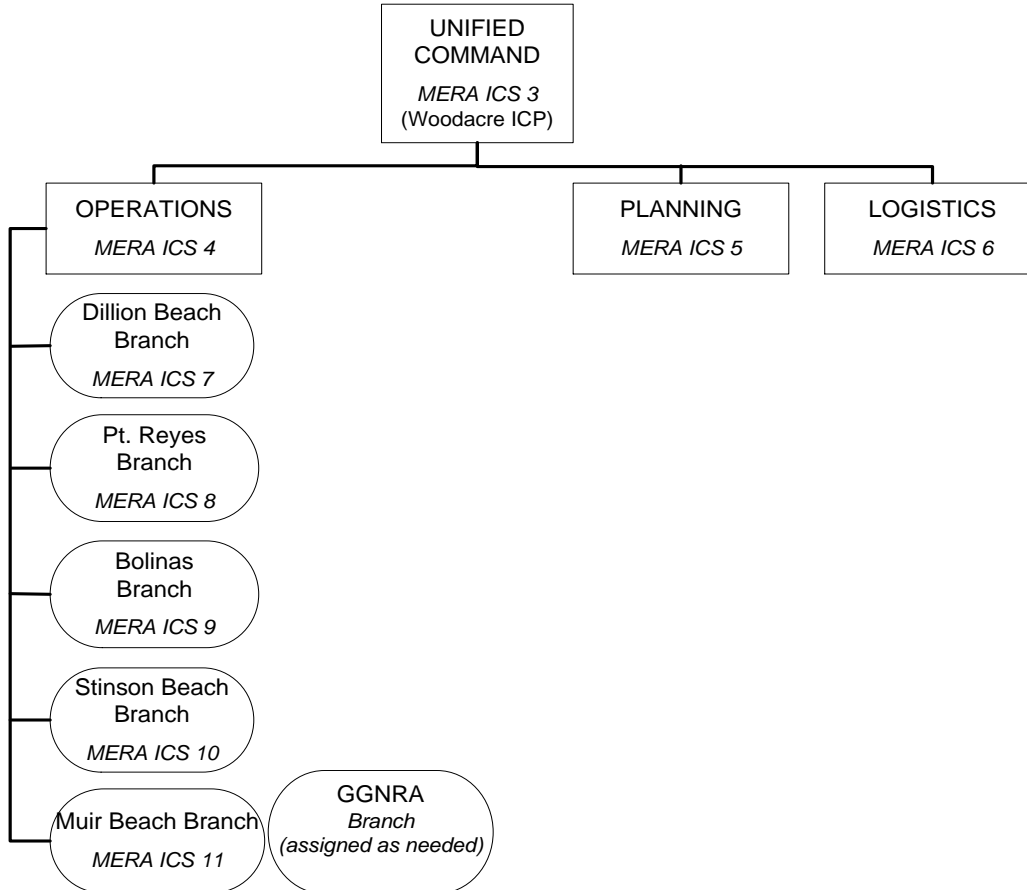 UNIFIED
COMMAND
MERA ICS 3
(Woodacre ICP)
OPERATIONS
MERA ICS 4
PLANNING
MERA ICS 5
LOGISTICS
MERA ICS 6
Dillion Beach
Branch
MERA ICS 7
Pt. Reyes
Branch
MERA ICS 8
Bolinas
Branch
MERA ICS 9
Stinson Beach
Branch
MERA ICS 10
Muir Beach Branch
MERA ICS 11
GGNRA
Branch
(assigned as needed)